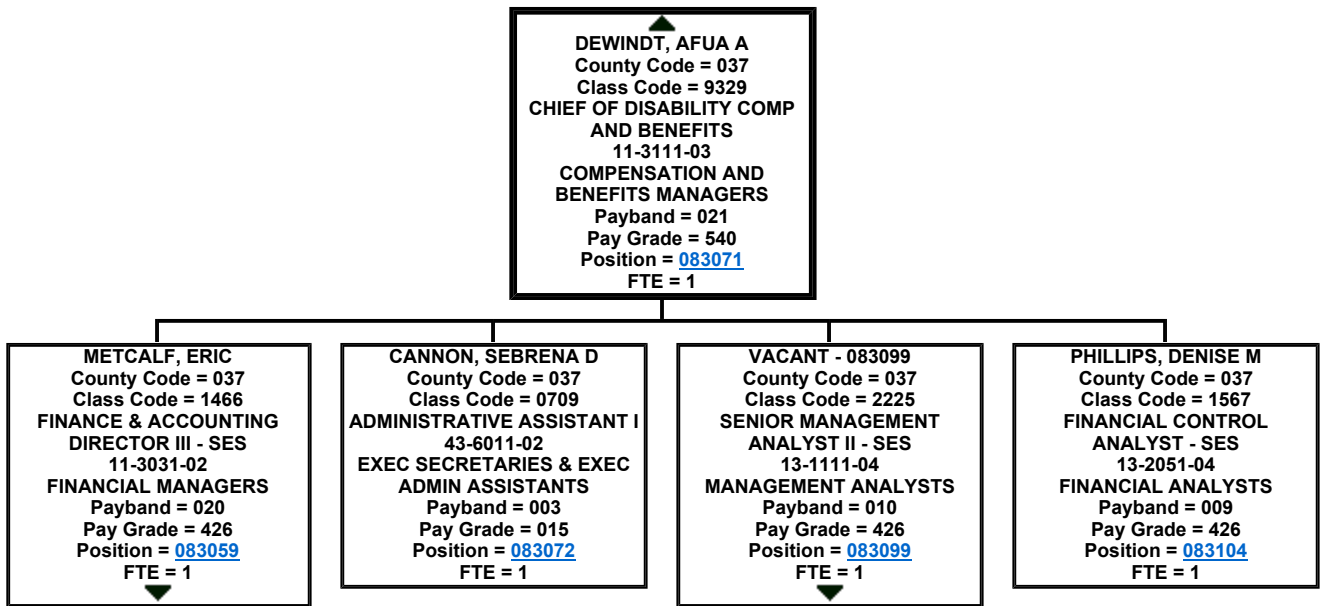 DEWINDT, AFUA A
County Code = 037
Class Code = 9329
CHIEF OF DISABILITY COMP
AND BENEFITS
11-3111-03
COMPENSATION AND
BENEFITS MANAGERS
Payband = 021
Pay Grade = 540
Position = 083071
FTE = 1
METCALF, ERIC
County Code = 037
Class Code = 1466
FINANCE & ACCOUNTING
DIRECTOR III - SES
11-3031-02
FINANCIAL MANAGERS
Payband = 020
Pay Grade = 426
Position = 083059
FTE = 1
CANNON, SEBRENA D
County Code = 037
Class Code = 0709
ADMINISTRATIVE ASSISTANT I
43-6011-02
EXEC SECRETARIES & EXEC
ADMIN ASSISTANTS
Payband = 003
Pay Grade = 015
Position = 083072
FTE = 1
VACANT - 083099
County Code = 037
Class Code = 2225
SENIOR MANAGEMENT
ANALYST II - SES
13-1111-04
MANAGEMENT ANALYSTS
Payband = 010
Pay Grade = 426
Position = 083099
FTE = 1
PHILLIPS, DENISE M
County Code = 037
Class Code = 1567
FINANCIAL CONTROL
ANALYST - SES
13-2051-04
FINANCIAL ANALYSTS
Payband = 009
Pay Grade = 426
Position = 083104
FTE = 1